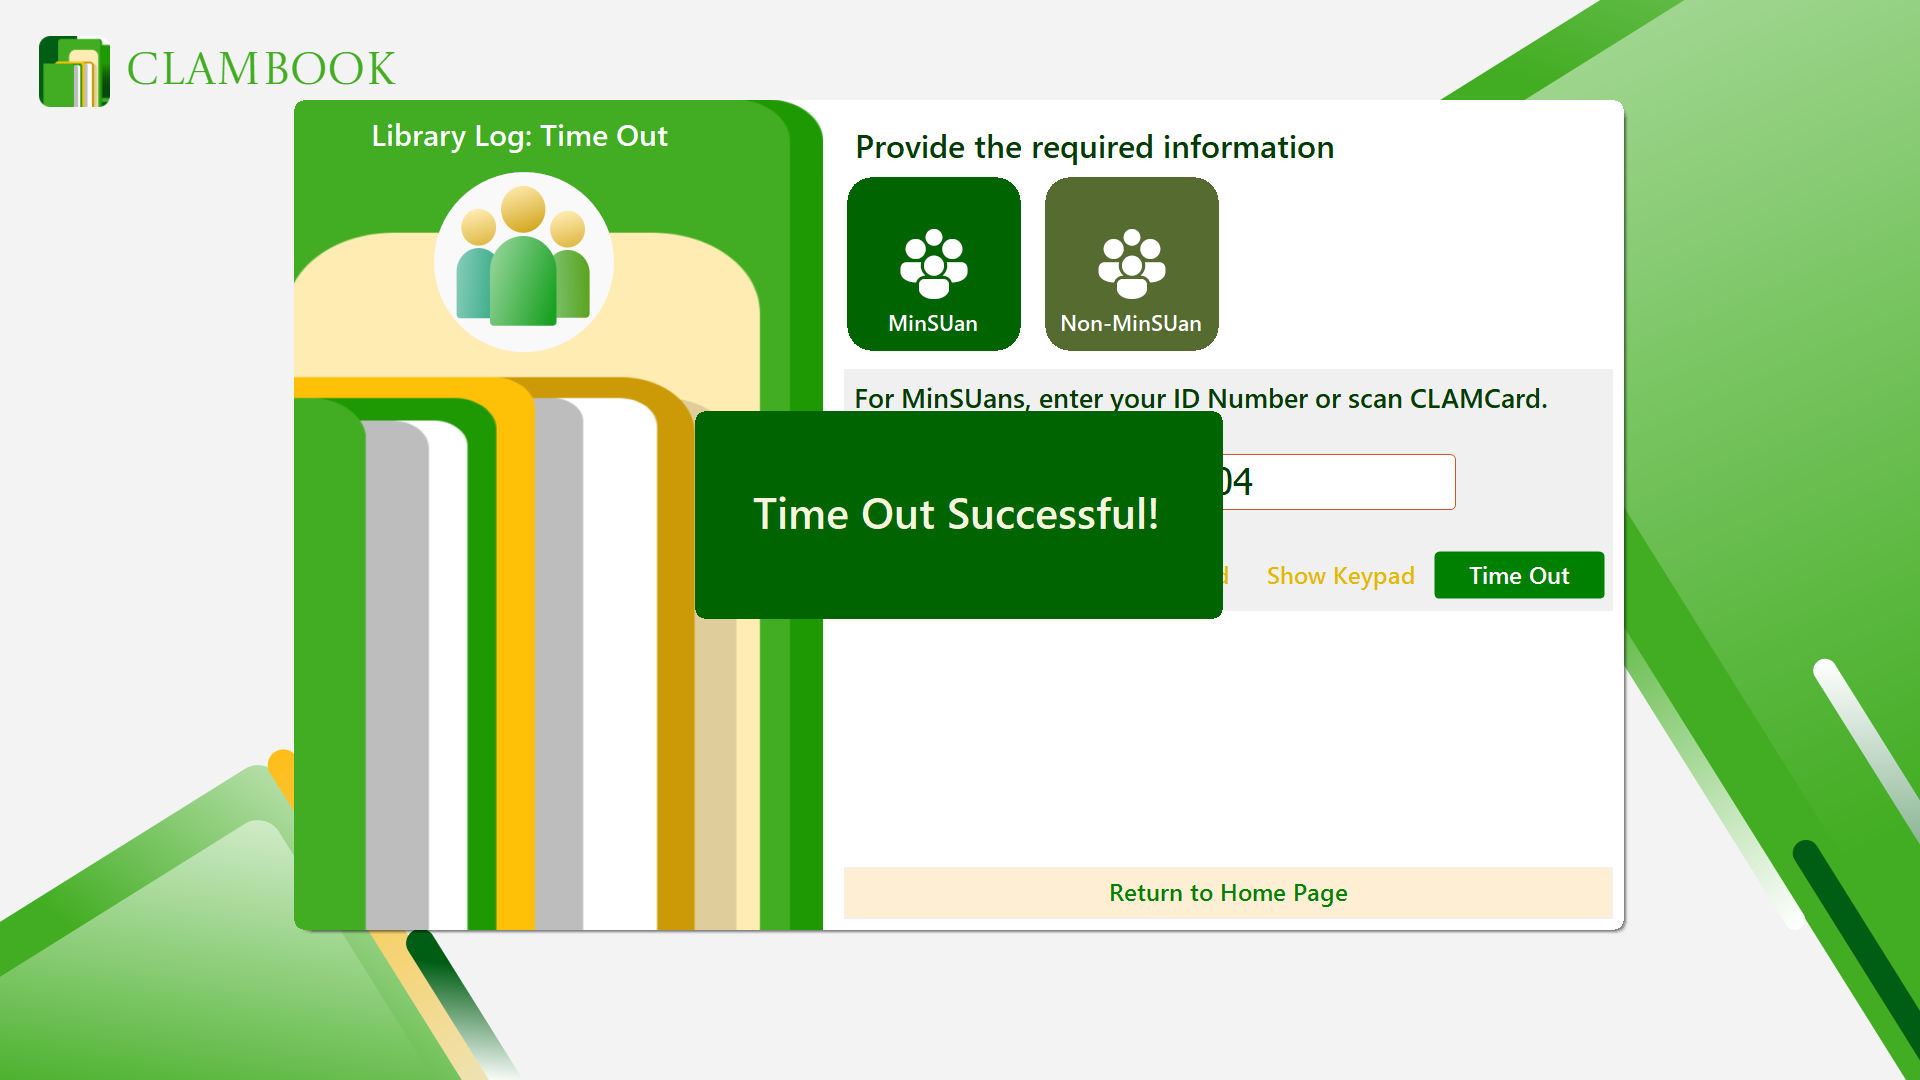 CLAMBOOK
Library Log: Time Out
Provide the required information
MinSUan
Non-MinSUan
For MinSUans, enter your ID Number or scan CLAMCard.
04
Time Out Successful!
Show Keypad
Time Out
Return to Home Page